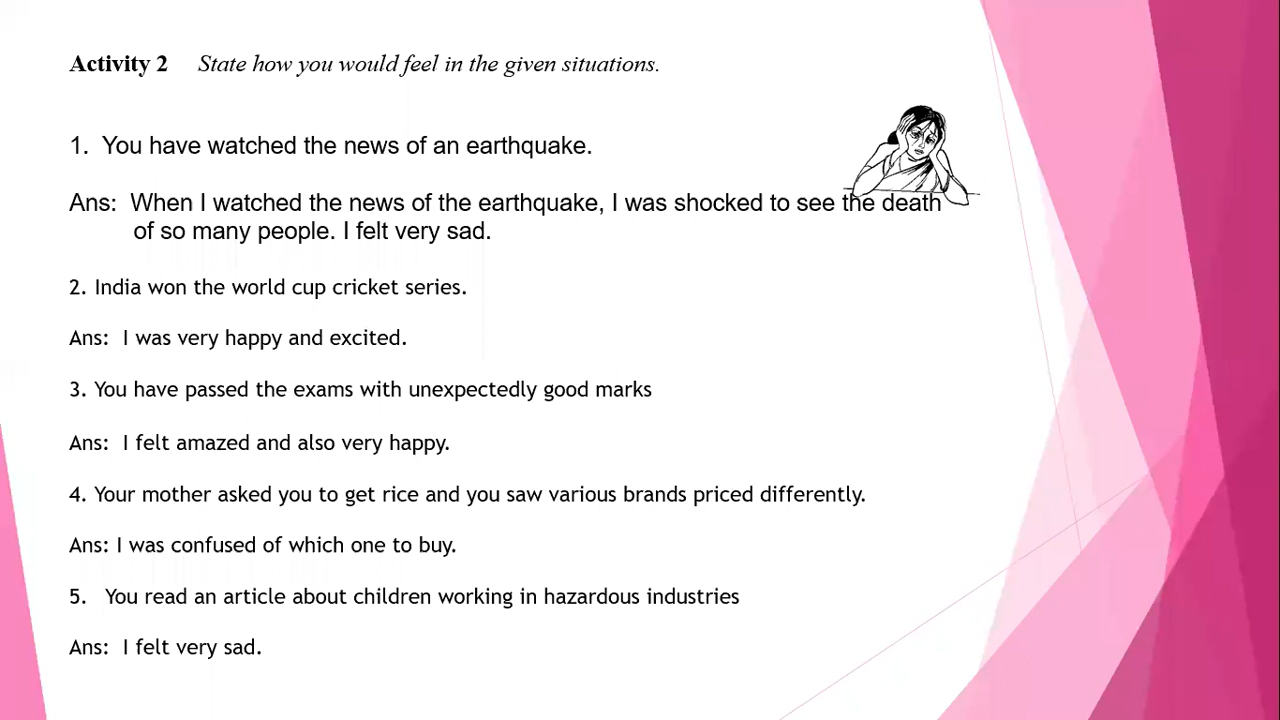 Activity 2 State how you would feel in the given situations.
1. You have watched the news of an earthquake.
Ans: When I watched the news of the earthquake, I was shocked to see the death
of so many people. I felt very sad.
2. India won the world cup cricket series.
Ans: I was very happy and excited.
3. You have passed the exams with unexpectedly good marks
Ans: I felt amazed and also very happy.
4. Your mother asked you to get rice and you saw various brands priced differently.
Ans: I was confused of which one to buy.
5. You read an article about children working in hazardous industries
Ans: I felt very sad.